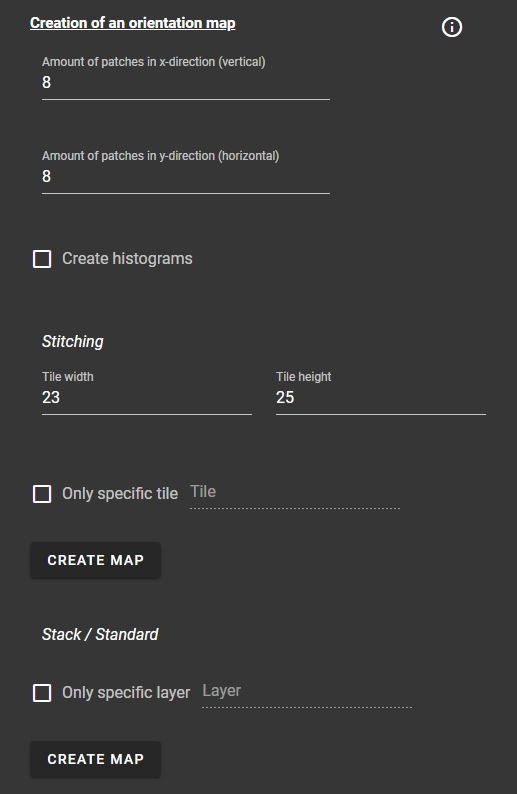 Creation of an orientation map
Amount of patches in x-direction (vertical)
8
Amount of patches in y-direction (horizontal)
8
Create histograms
Stitching
Tile width Tile height
23 25
Only specific tile Tile
CREATE MAP
Stack / Standard
Only specific layer Layer
CREATE MAP